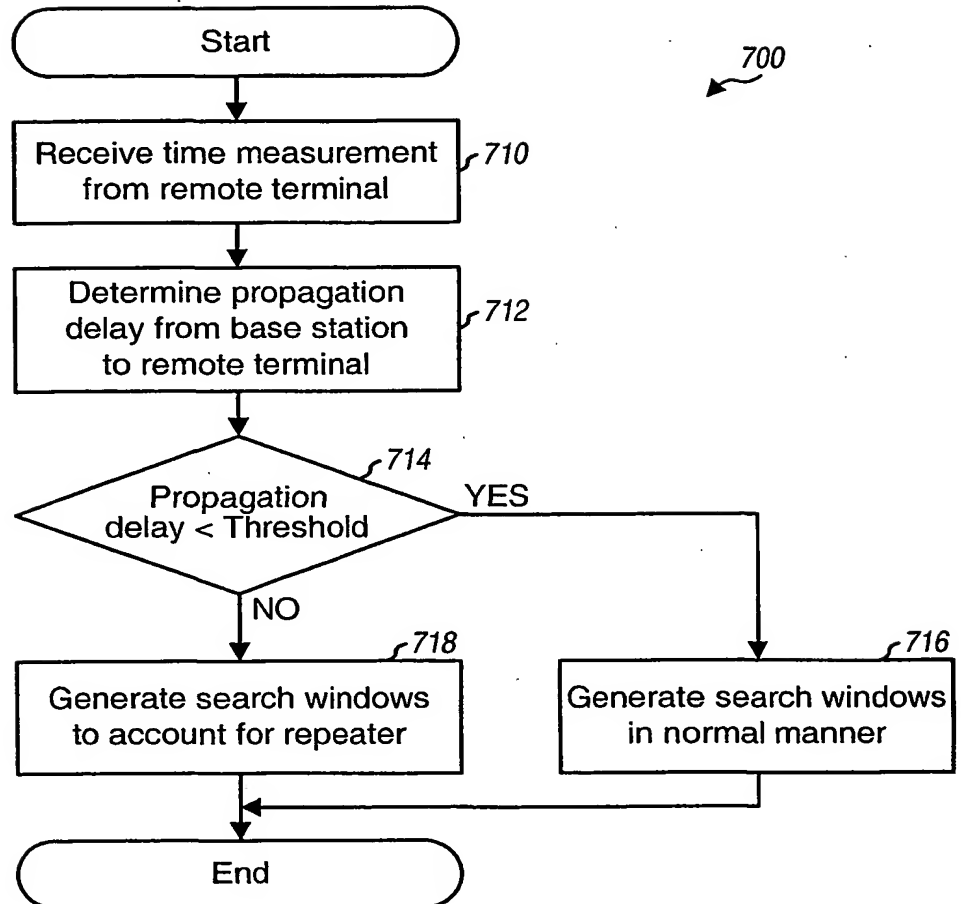 Start
700
Receive time measurement
from remote terminal
710
Determine propagation
delay from base station
to remote terminal
712
714
Propagation
delay < Threshold
YES
NO
718
Generate search windows
to account for repeater
716
Generate search windows
in normal manner
End